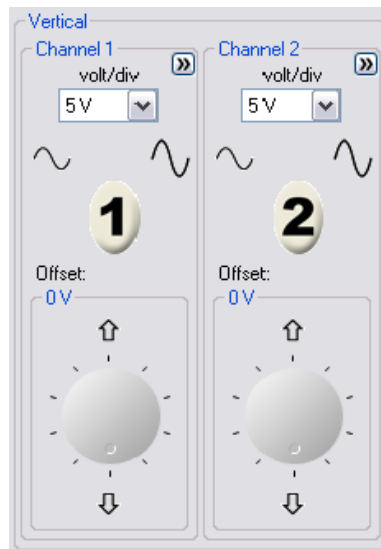 Vertical
Channel 1
volt/div
5 V
1
Offset:
0 V
Channel 2
volt/div
5 V
2
Offset:
0 V